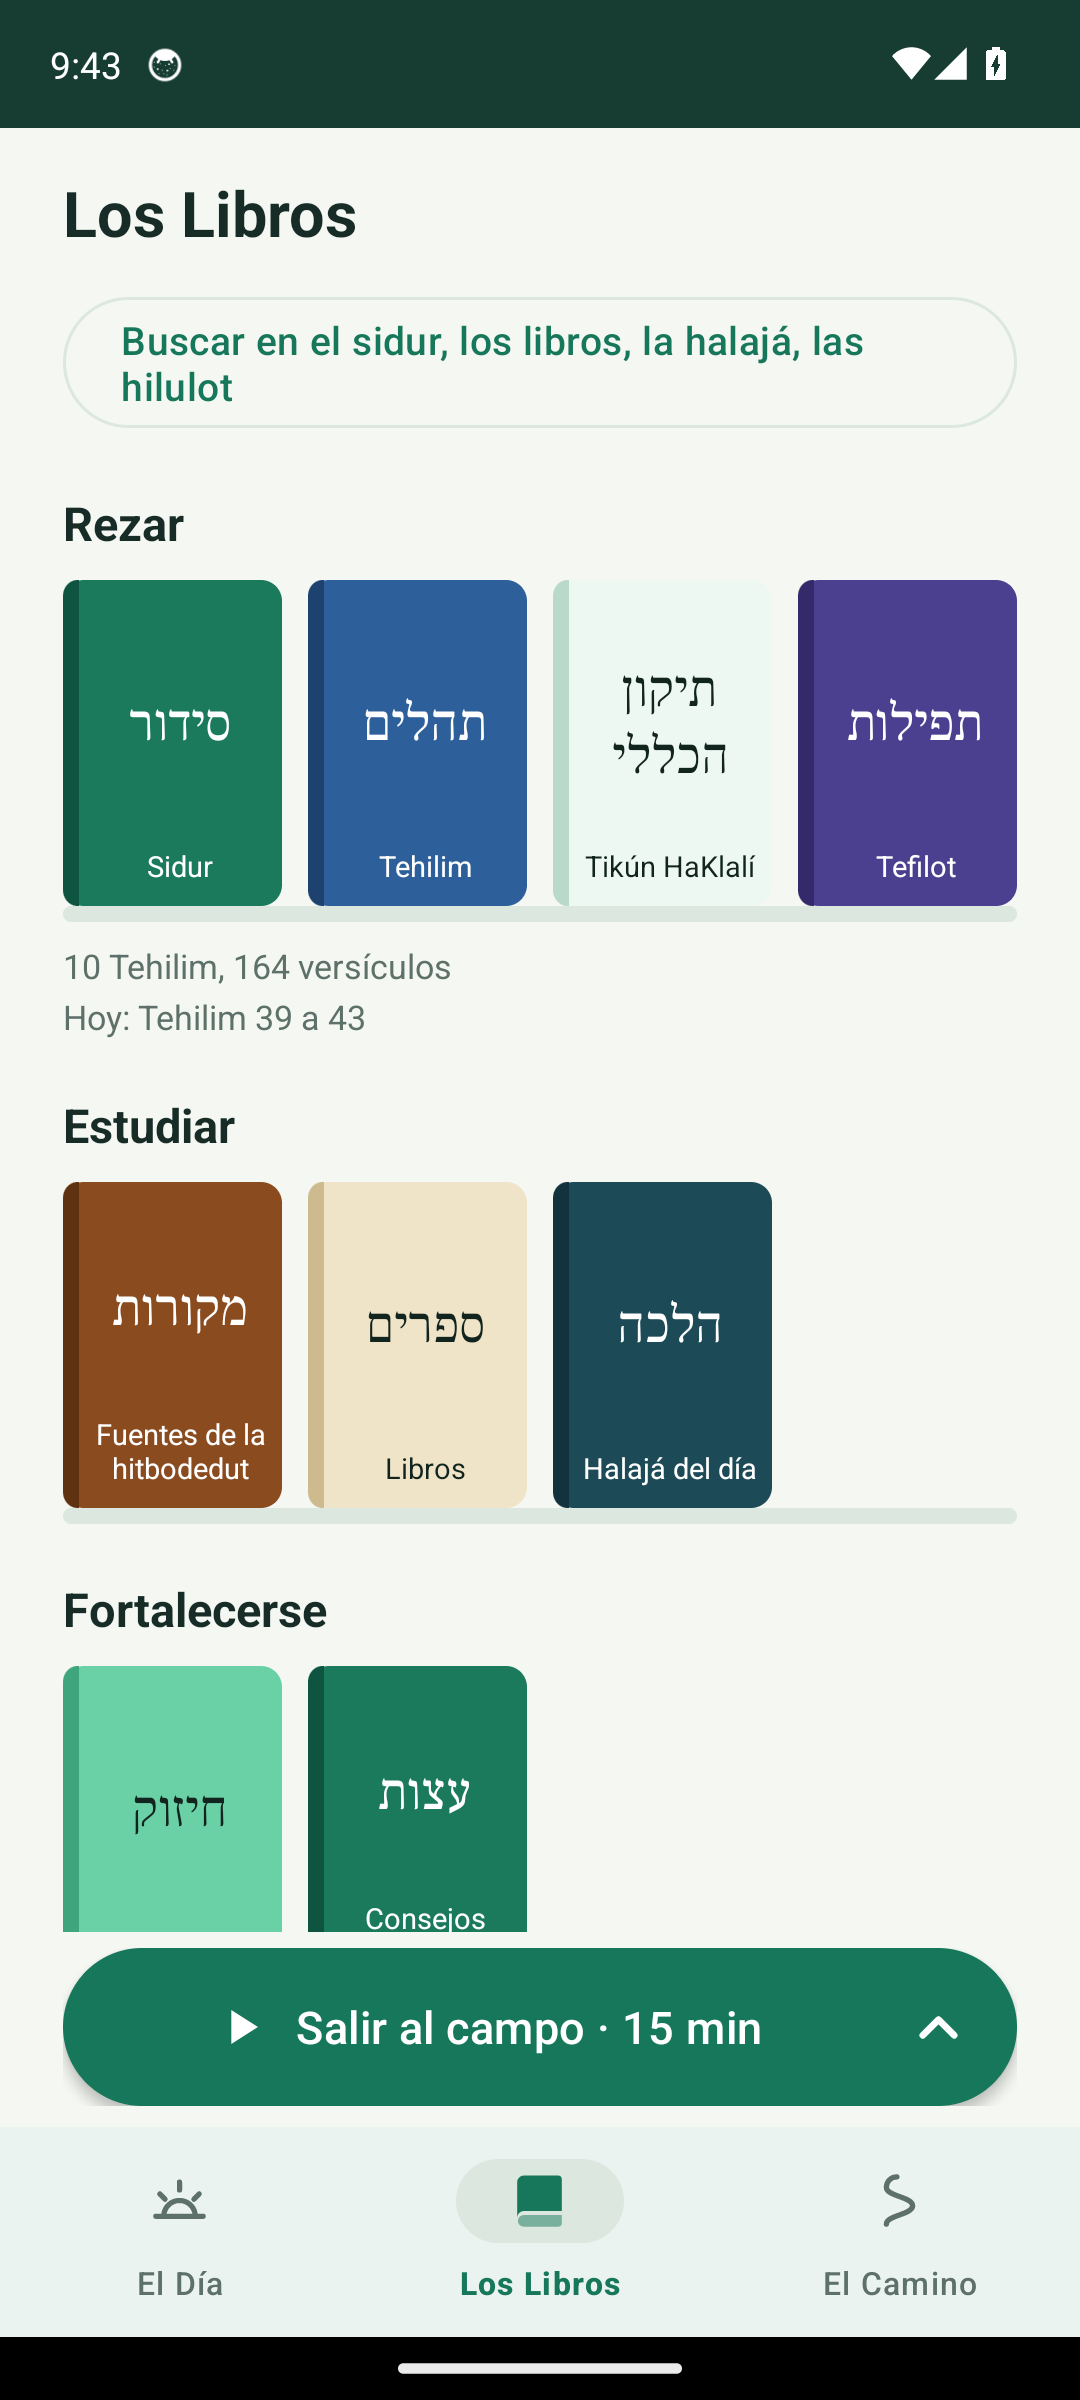 9:43
Los Libros
Buscar en el sidur, los libros, la halajá, las
hilulot
Rezar
סידור
Sidur
תהלים
Tehilim
תיקון
הכללי
Tikún HaKlalí
תפילות
Tefilot
10 Tehilim, 164 versículos
Hoy: Tehilim 39 a 43
Estudiar
מקורות
Fuentes de la
hitbodedut
ספרים
Libros
הלכה
Halajá del día
Fortalecerse
חיזוק
עצות
Consejos
Salir al campo · 15 min
El Día
Los Libros
El Camino